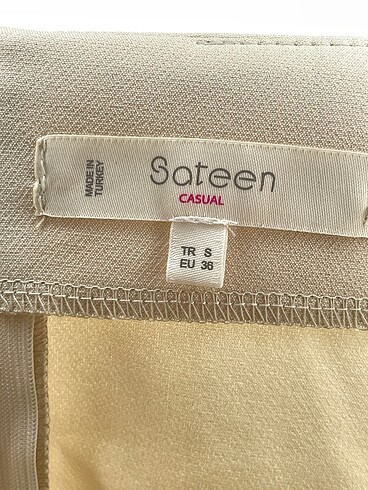 MADE IN
TURKEY
Sateen
CASUAL
TR S
EU 36